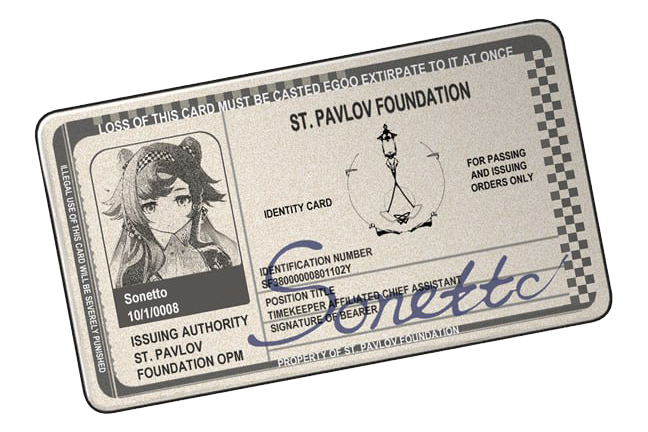 LOSS OF THIS CARD MUST BE CASTED EGOO EXTIRPATE TO IT AT ONCE
ILLEGAL USE OF THIS CARD WILL BE SEVERELY PUNISHED
ST. PAVLOV FOUNDATION
IDENTITY CARD
FOR PASSING
AND ISSUING
ORDERS ONLY
Sonetto
10/1/0008
ISSUING AUTHORITY
ST. PAVLOV
FOUNDATION OPM
IDENTIFICATION NUMBER
SF38000000801102Y
POSITION TITLE
TIMEKEEPER AFFILIATED CHIEF ASSISTANT
SIGNATURE OF BEARER
Sonetto
PROPERTY OF ST. PAVLOV FOUNDATION